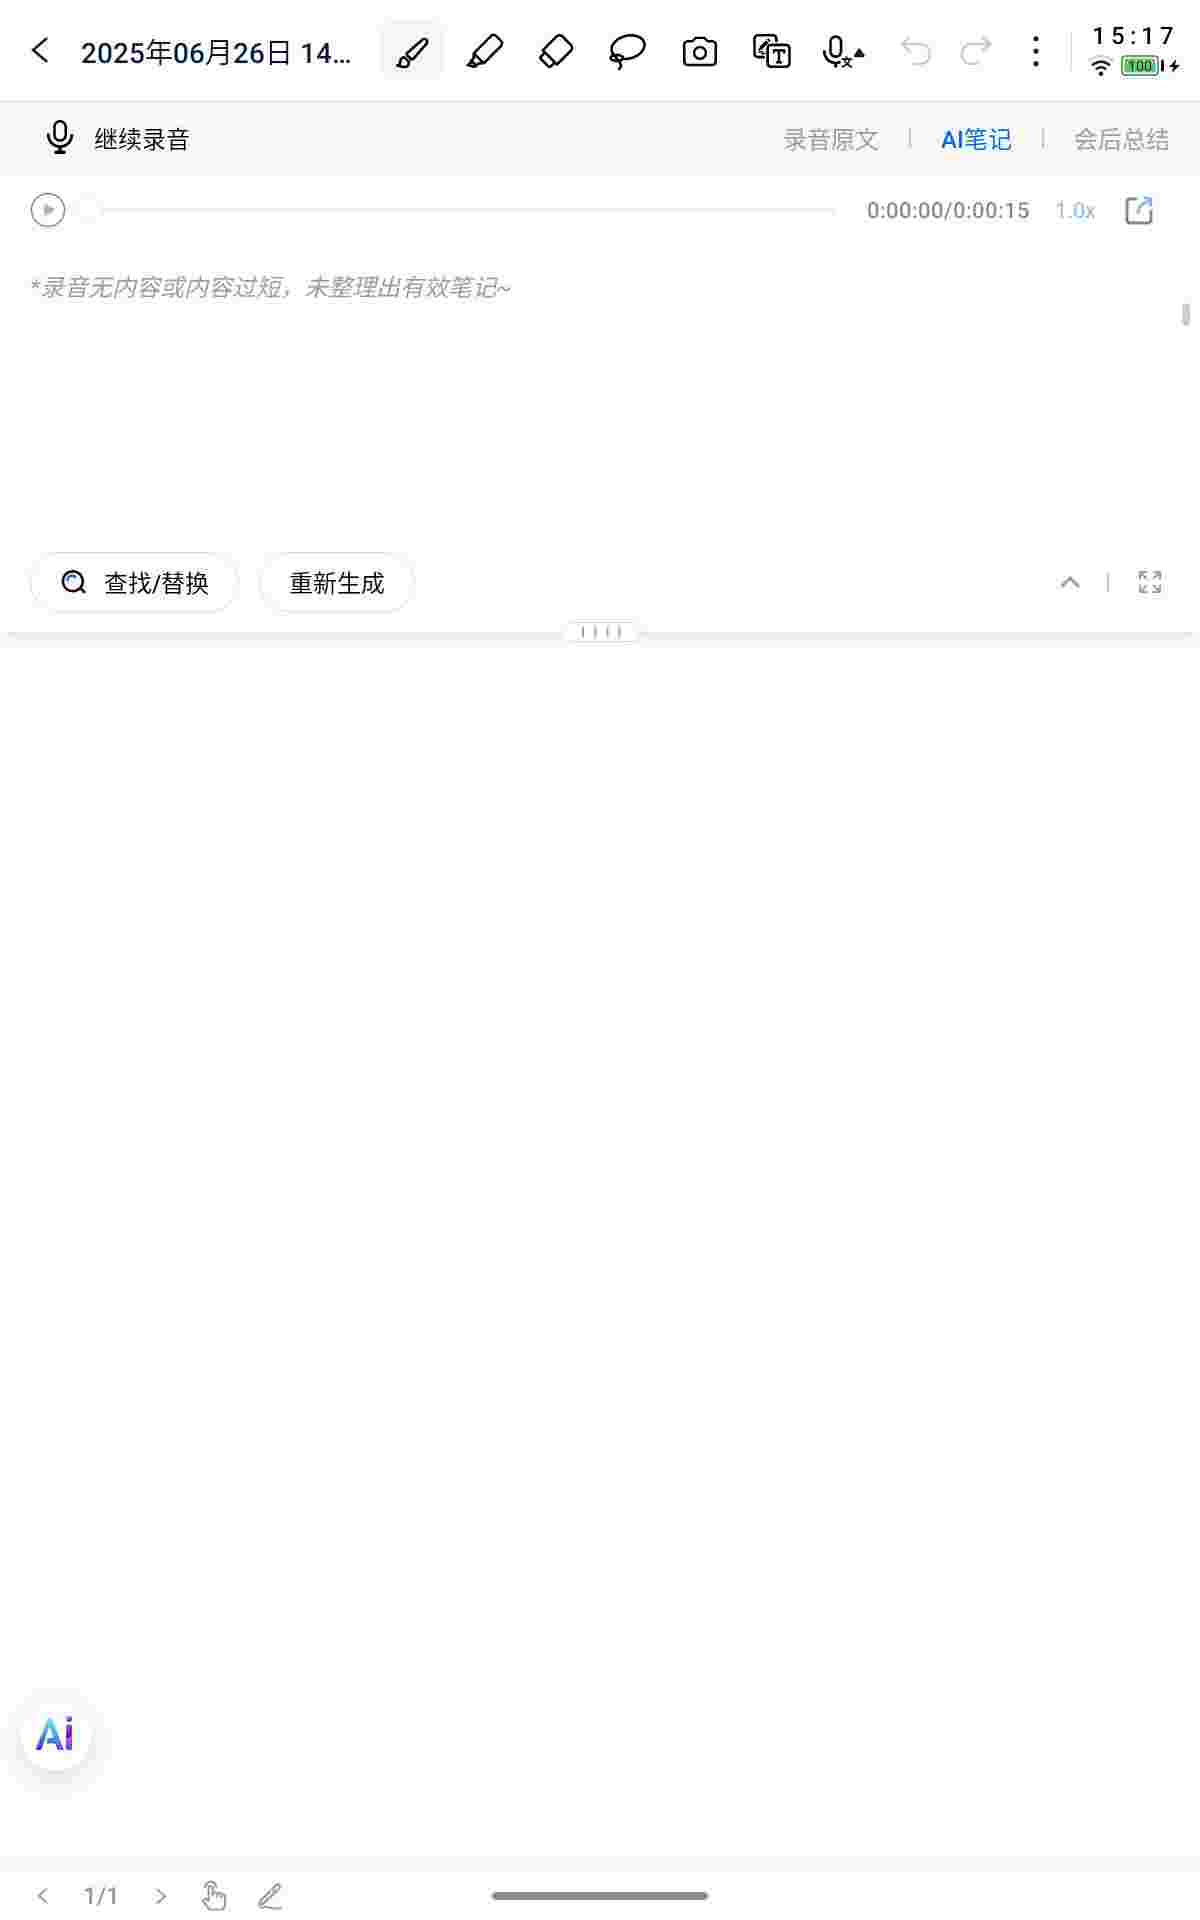 2025年06月26日 14...
15:17
100
继续录音
录音原文
AI笔记
会后总结
0:00:00/0:00:15
1.0x
*录音无内容或内容过短，未整理出有效笔记~
查找/替换
重新生成
Ai
1/1